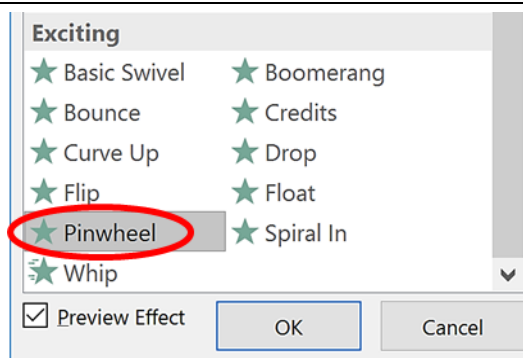 Exciting
Basic Swivel Boomerang
Bounce Credits
Curve Up Drop
Flip Float
Pinwheel Spiral In
Whip
Preview Effect OK Cancel